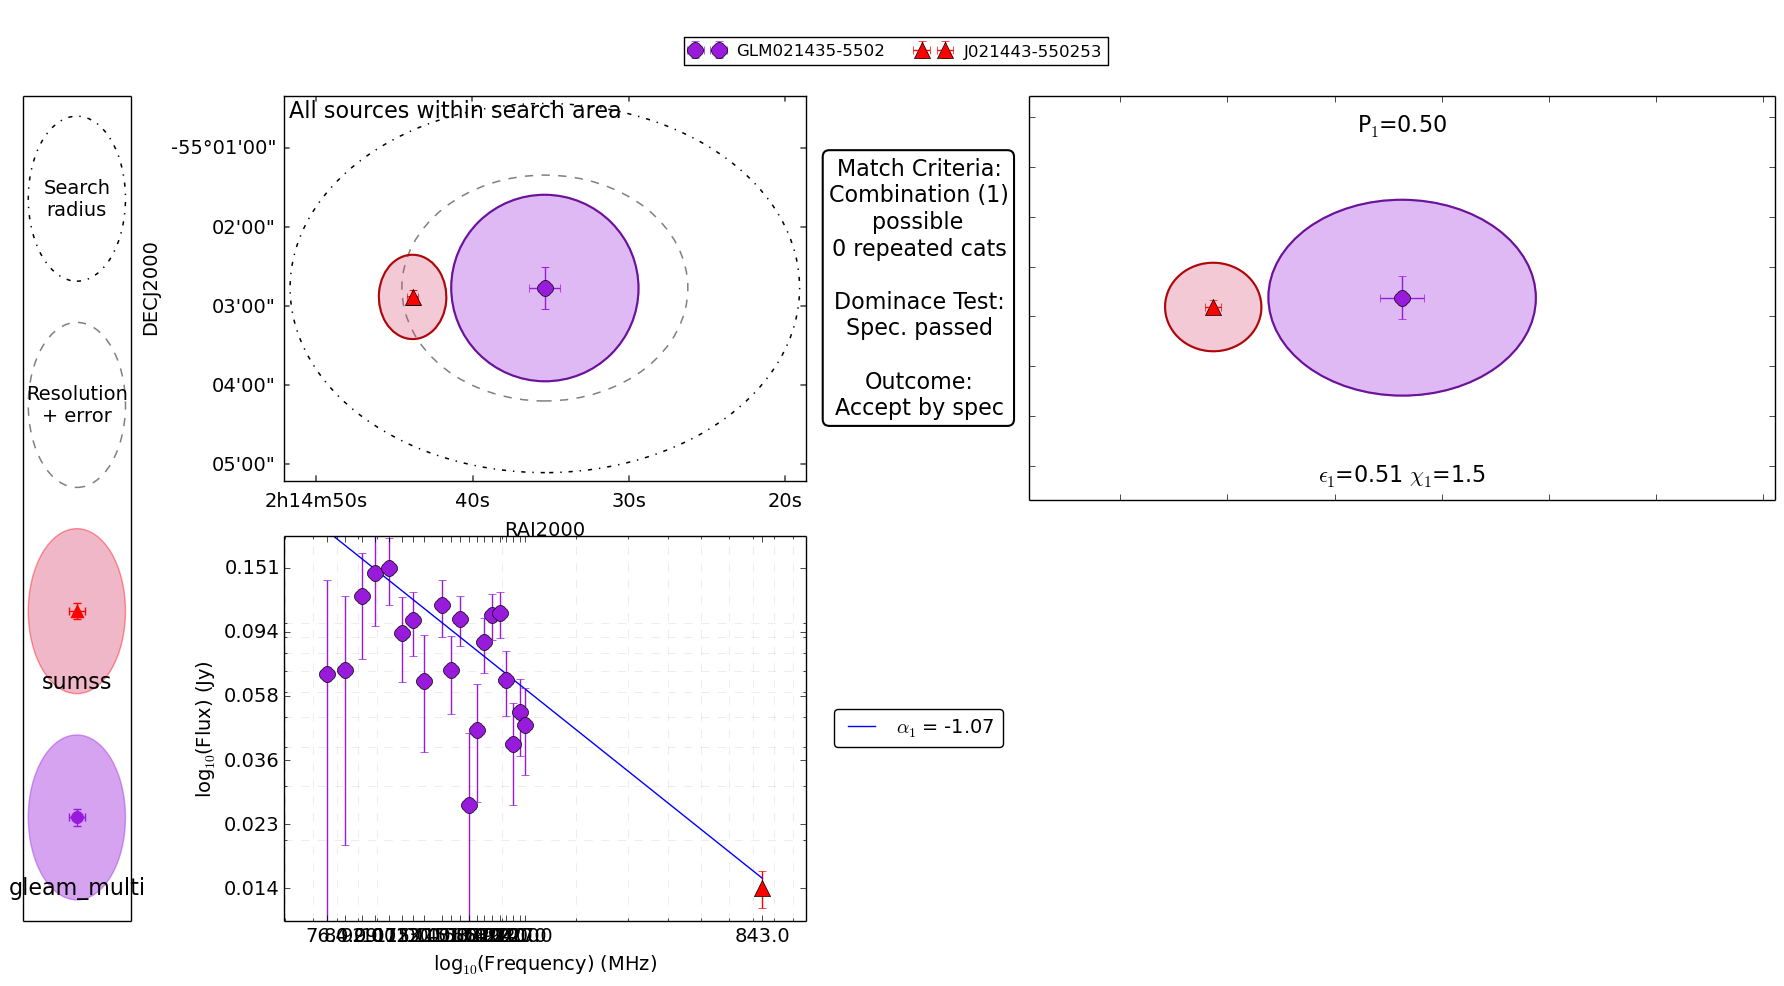 GLM021435-5502 J021443-550253
Search
radius
Resolution
+ error
sumss
gleam_multi
All sources within search area
DECJ2000
-55°01'00"
02'00"
03'00"
04'00"
05'00"
2h14m50s 40s 30s 20s
RAJ2000
Match Criteria:
Combination (1)
possible
0 repeated cats
Dominace Test:
Spec. passed
Outcome:
Accept by spec
P₁=0.50
ϵ₁=0.51 χ₁=1.5
log₁₀(Flux) (Jy)
0.151
0.094
0.058
0.036
0.023
0.014
843.0
log₁₀(Frequency) (MHz)
α₁ = -1.07